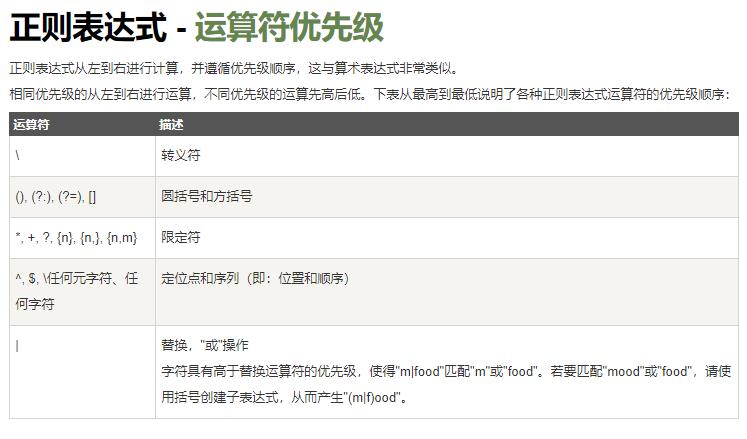 正则表达式 - 运算符优先级
正则表达式从左到右进行计算，并遵循优先级顺序，这与算术表达式非常类似。
相同优先级的从左到右进行运算，不同优先级的运算先高后低。下表从最高到最低说明了各种正则表达式运算符的优先级顺序：
运算符 描述
\ 转义符
(), (?:), (?=), [] 圆括号和方括号
*, +, ?, {n}, {n,}, {n,m} 限定符
^, $, \任何元字符、任 定位点和序列（即：位置和顺序）
何字符
| 替换，"或"操作
字符具有高于替换运算符的优先级，使得"m|food"匹配"m"或"food"。若要匹配"mood"或"food"，请使
用括号创建子表达式，从而产生"(m|f)ood"。